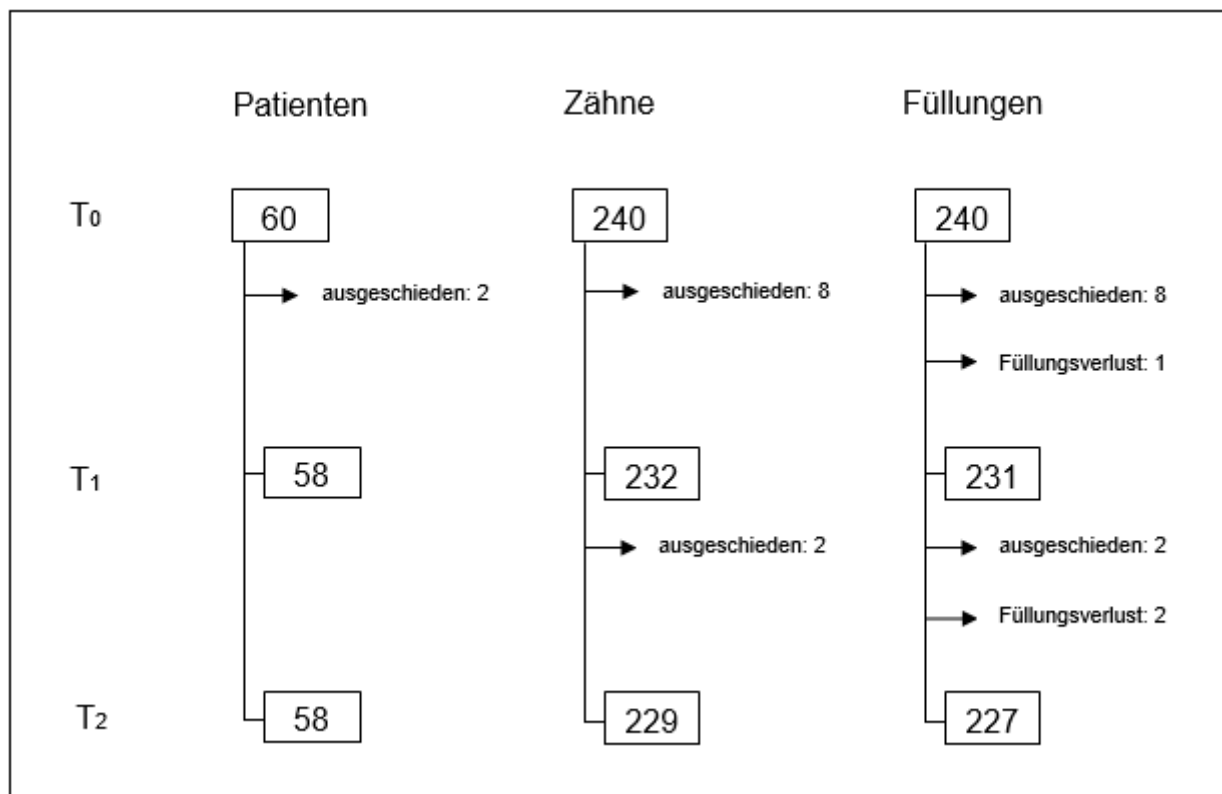 Patienten Zähne Füllungen
T0 60 240 240
ausgeschieden: 2 ausgeschieden: 8 ausgeschieden: 8
Füllungsverlust: 1
T1 58 232 231
ausgeschieden: 2 ausgeschieden: 2
Füllungsverlust: 2
T2 58 229 227